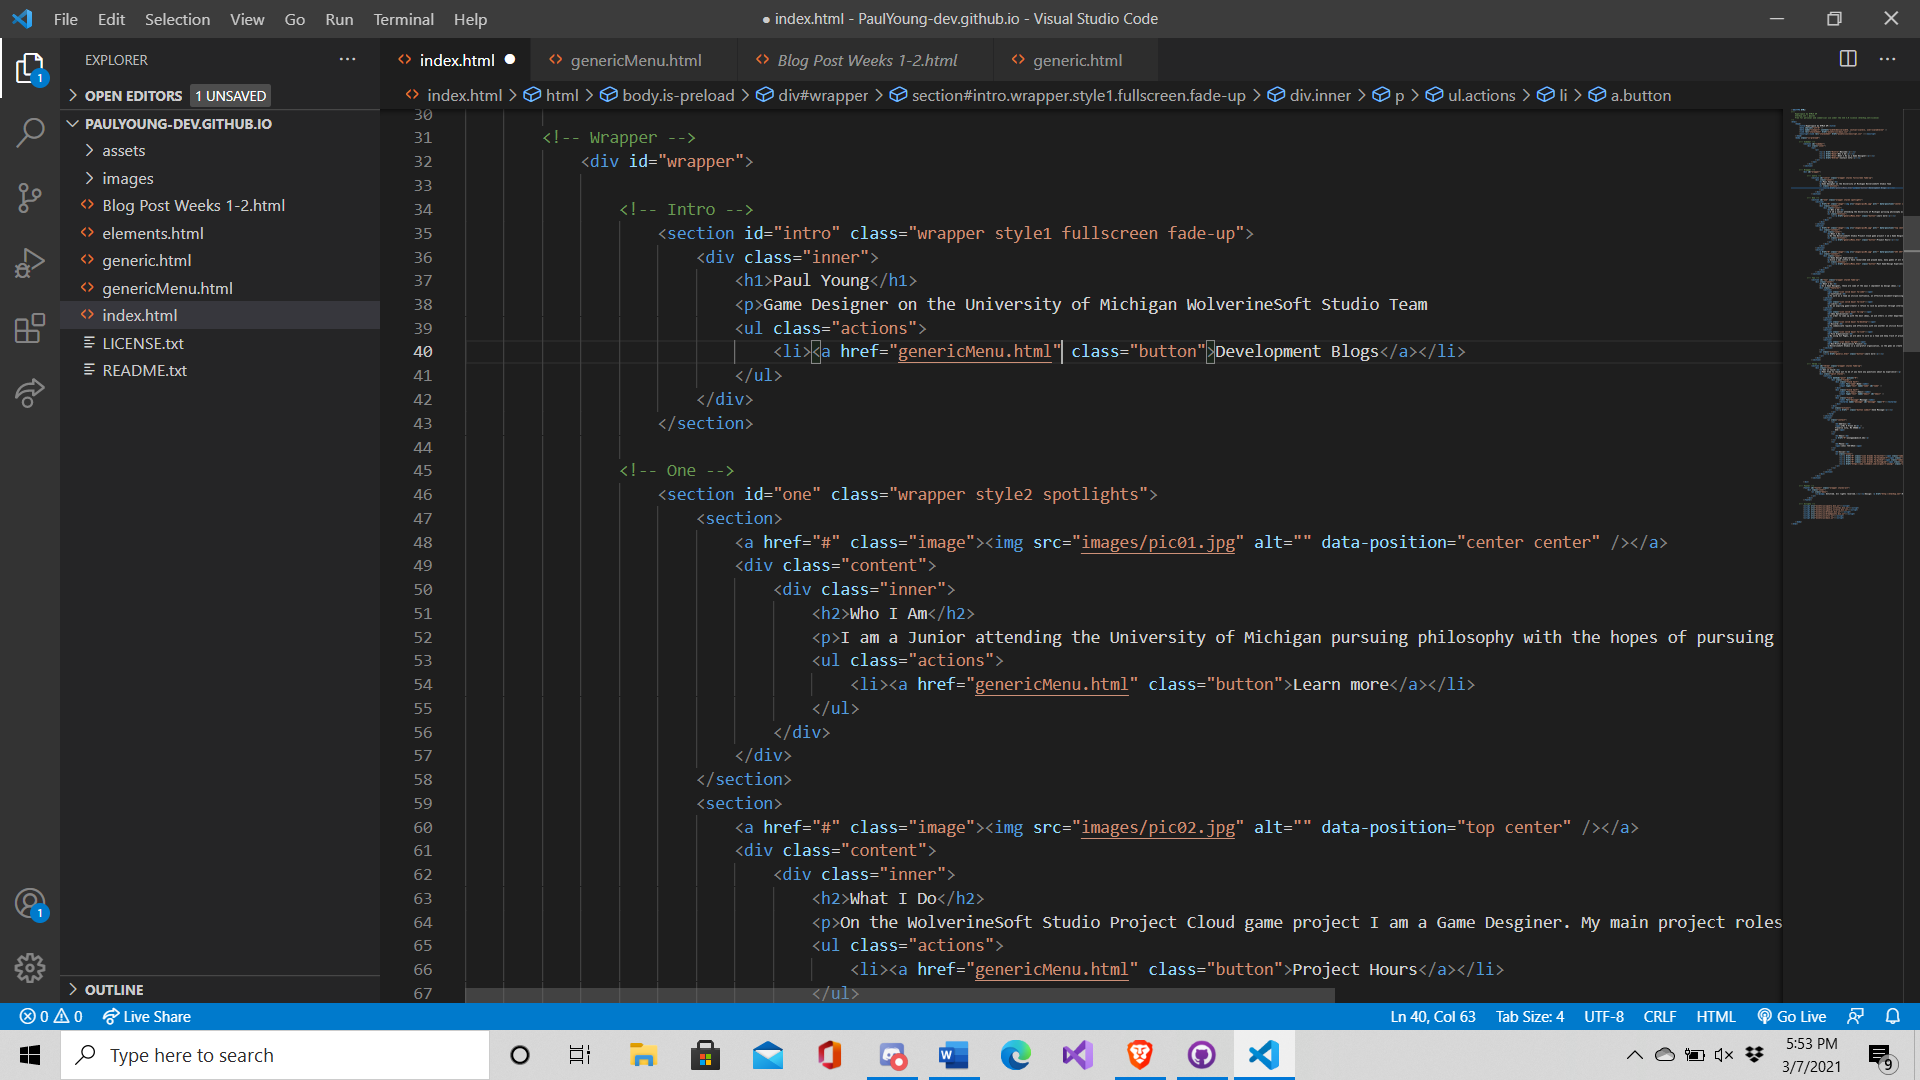 File Edit Selection View Go Run Terminal Help
● index.html - PaulYoung-dev.github.io - Visual Studio Code
EXPLORER
index.html
genericMenu.html
Blog Post Weeks 1-2.html
generic.html
OPEN EDITORS 1 UNSAVED
index.html > html > body.is-preload > div#wrapper > section#intro.wrapper.style1.fullscreen.fade-up > div.inner > p > ul.actions > li > a.button
PAULYOUNG-DEV.GITHUB.IO
assets
images
Blog Post Weeks 1-2.html
elements.html
generic.html
genericMenu.html
index.html
LICENSE.txt
README.txt
OUTLINE
1
1
30
31 <!-- Wrapper -->
32 <div id="wrapper">
33
34 <!-- Intro -->
35 <section id="intro" class="wrapper style1 fullscreen fade-up">
36 <div class="inner">
37 <h1>Paul Young</h1>
38 <p>Game Designer on the University of Michigan WolverineSoft Studio Team
39 <ul class="actions">
40 <li><a href="genericMenu.html" class="button">Development Blogs</a></li>
41 </ul>
42 </div>
43 </section>
44
45 <!-- One -->
46 <section id="one" class="wrapper style2 spotlights">
47 <section>
48 <a href="#" class="image"><img src="images/pic01.jpg" alt="" data-position="center center" /></a>
49 <div class="content">
50 <div class="inner">
51 <h2>Who I Am</h2>
52 <p>I am a Junior attending the University of Michigan pursuing philosophy with the hopes of pursuing
53 <ul class="actions">
54 <li><a href="genericMenu.html" class="button">Learn more</a></li>
55 </ul>
56 </div>
57 </div>
58 </section>
59 <section>
60 <a href="#" class="image"><img src="images/pic02.jpg" alt="" data-position="top center" /></a>
61 <div class="content">
62 <div class="inner">
63 <h2>What I Do</h2>
64 <p>On the WolverineSoft Studio Project Cloud game project I am a Game Desginer. My main project roles
65 <ul class="actions">
66 <li><a href="genericMenu.html" class="button">Project Hours</a></li>
67 </ul>
0 0 Live Share
Ln 40, Col 63 Tab Size: 4 UTF-8 CRLF HTML Go Live
Type here to search
5:53 PM
3/7/2021
9